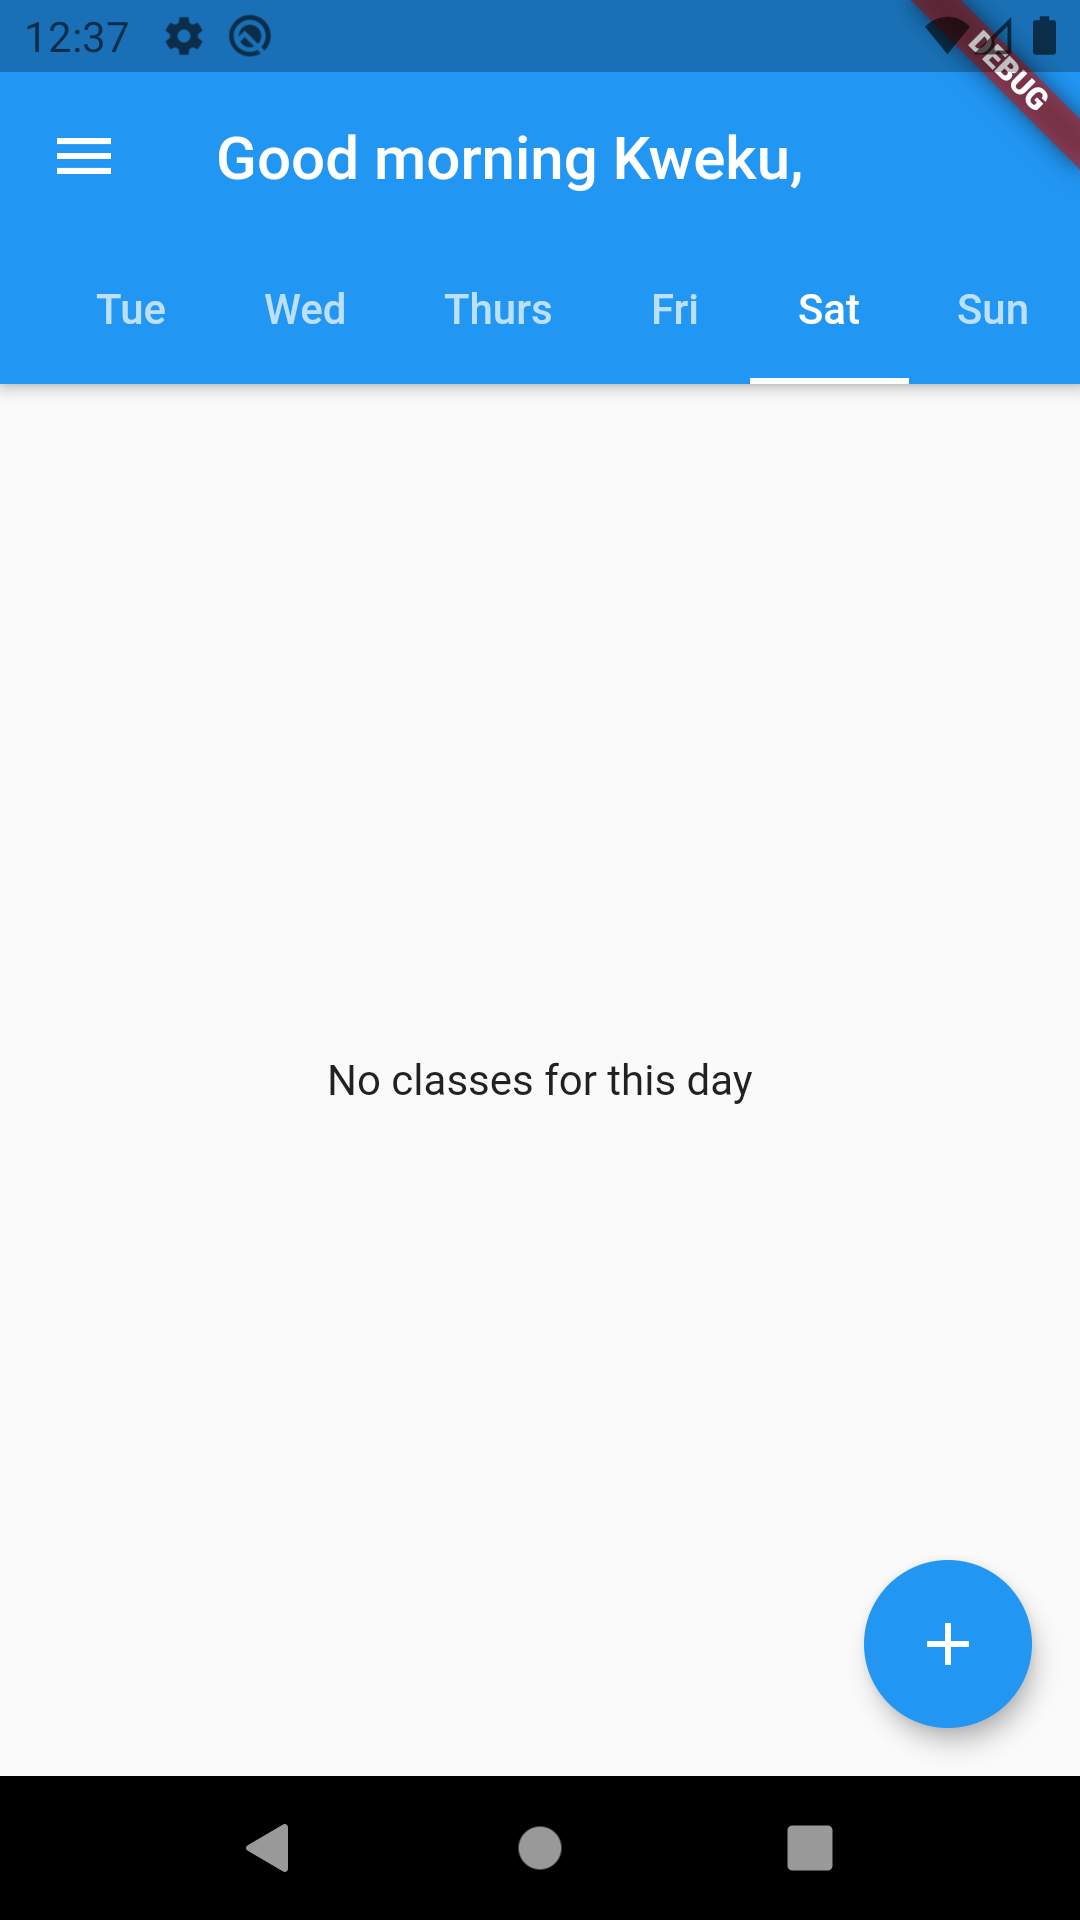 12:37
DEBUG
Good morning Kweku,
Tue Wed Thurs Fri Sat Sun
No classes for this day